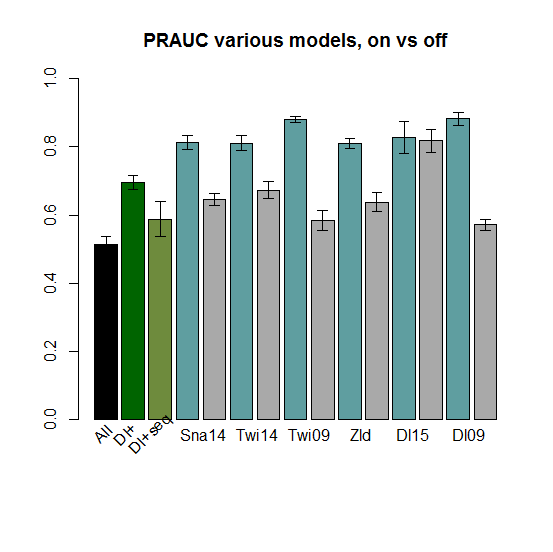 PRAUC various models, on vs off
1.0
0.8
0.6
0.4
0.2
0.0
All
Dl+
Dl+seq
Sna14
Twi14
Twi09
Zld
Dl15
Dl09